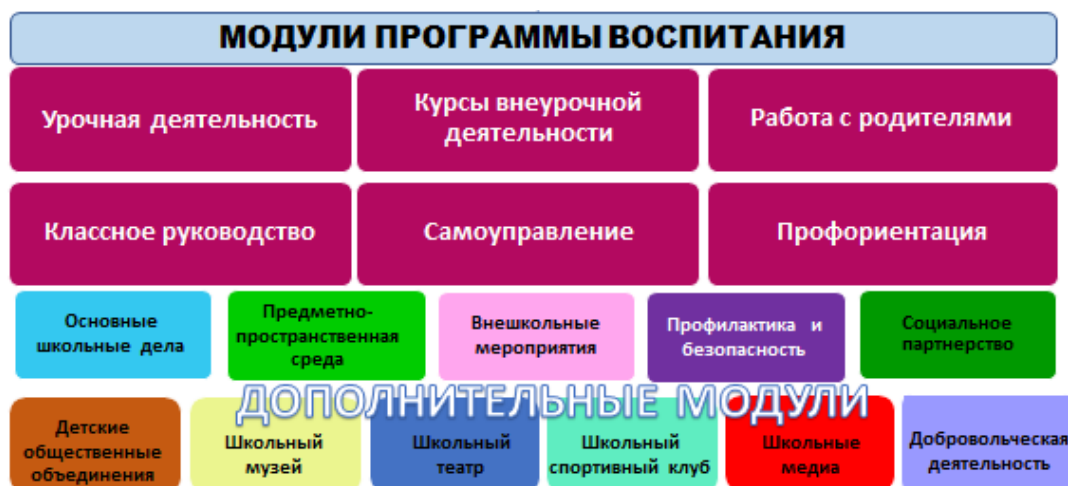 МОДУЛИ ПРОГРАММЫ ВОСПИТАНИЯ
Урочная деятельность
Курсы внеурочной
деятельности
Работа с родителями
Классное руководство
Самоуправление
Профориентация
Основные
школьные дела
Предметно-
пространственная
среда
Внешкольные
мероприятия
Профилактика и
безопасность
Социальное
партнерство
ДОПОЛНИТЕЛЬНЫЕ МОДУЛИ
Детские
общественные
объединения
Школьный
музей
Школьный
театр
Школьный
спортивный клуб
Школьные
медиа
Добровольческая
деятельность